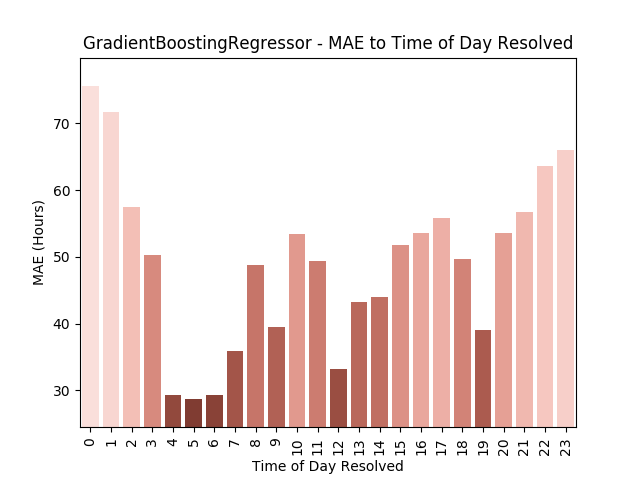 GradientBoostingRegressor - MAE to Time of Day Resolved
MAE (Hours)
70
60
50
40
30
0 1 2 3 4 5 6 7 8 9 10 11 12 13 14 15 16 17 18 19 20 21 22 23
Time of Day Resolved